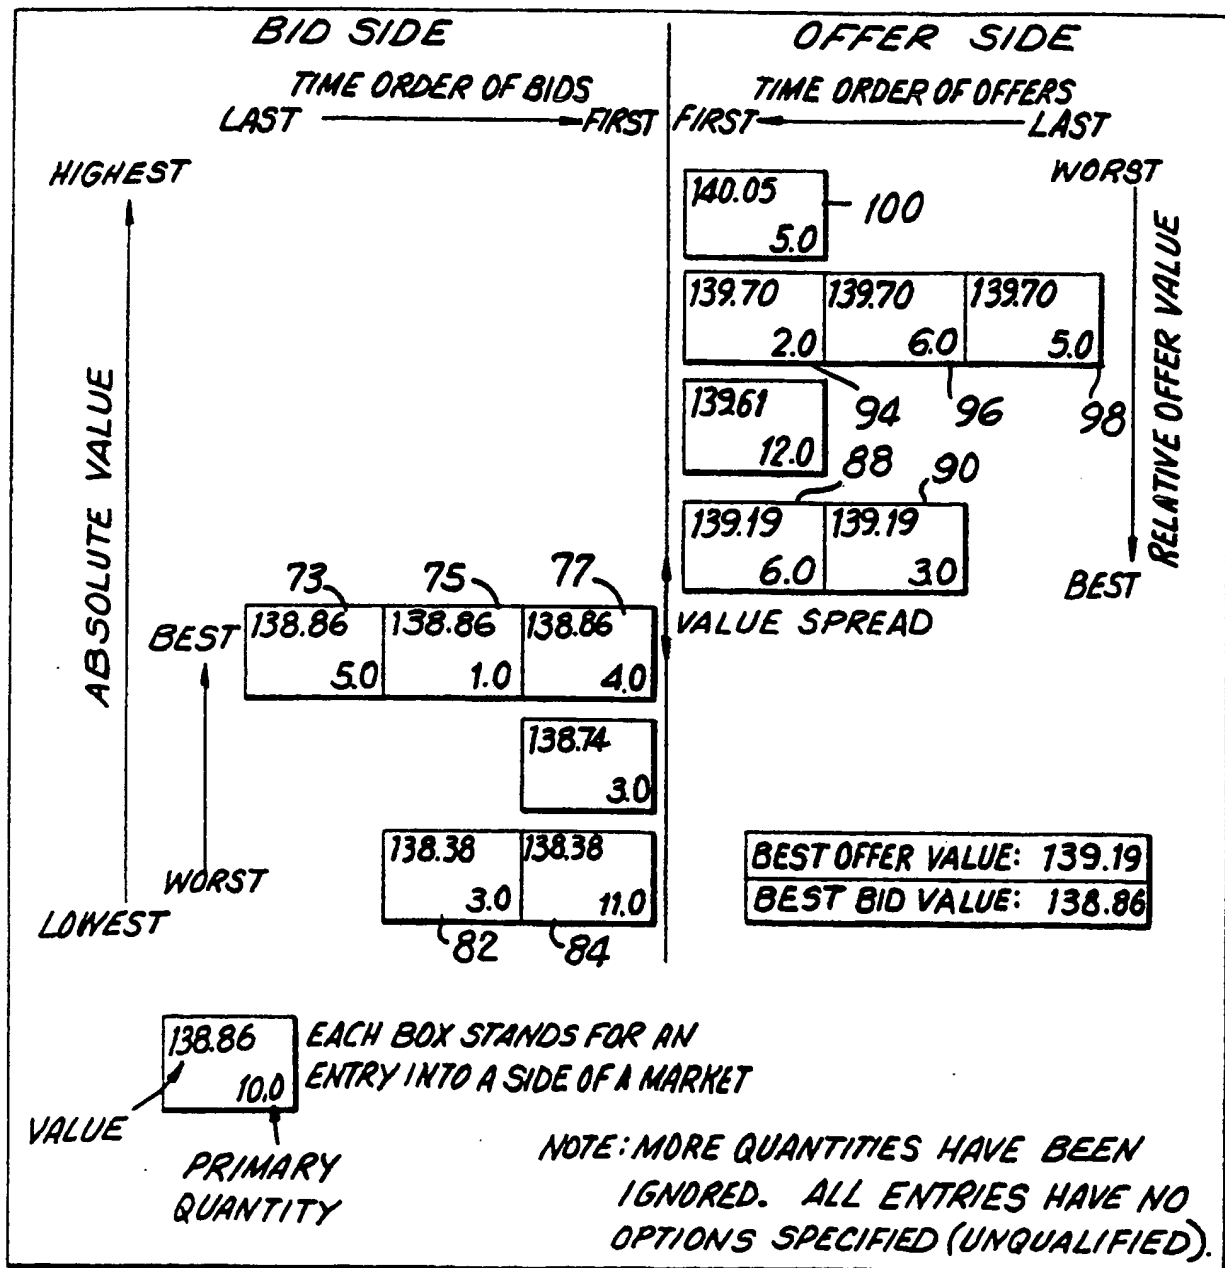 BID SIDE
OFFER SIDE
TIME ORDER OF BIDS
LAST FIRST
TIME ORDER OF OFFERS
FIRST LAST
HIGHEST
ABSOLUTE VALUE
LOWEST
BEST
WORST
WORST
RELATIVE OFFER VALUE
BEST
140.05
5.0
100
139.70 139.70 139.70
2.0 6.0 5.0
94 96 98
139.61
12.0
88 90
139.19 139.19
6.0 3.0
VALUE SPREAD
73 75 77
138.86 138.86 138.86
5.0 1.0 4.0
138.74
3.0
138.38 138.38
3.0 11.0
82 84
BEST OFFER VALUE: 139.19
BEST BID VALUE: 138.86
138.86
10.0
VALUE
PRIMARY
QUANTITY
EACH BOX STANDS FOR AN
ENTRY INTO A SIDE OF A MARKET
NOTE: MORE QUANTITIES HAVE BEEN
IGNORED. ALL ENTRIES HAVE NO
OPTIONS SPECIFIED (UNQUALIFIED).